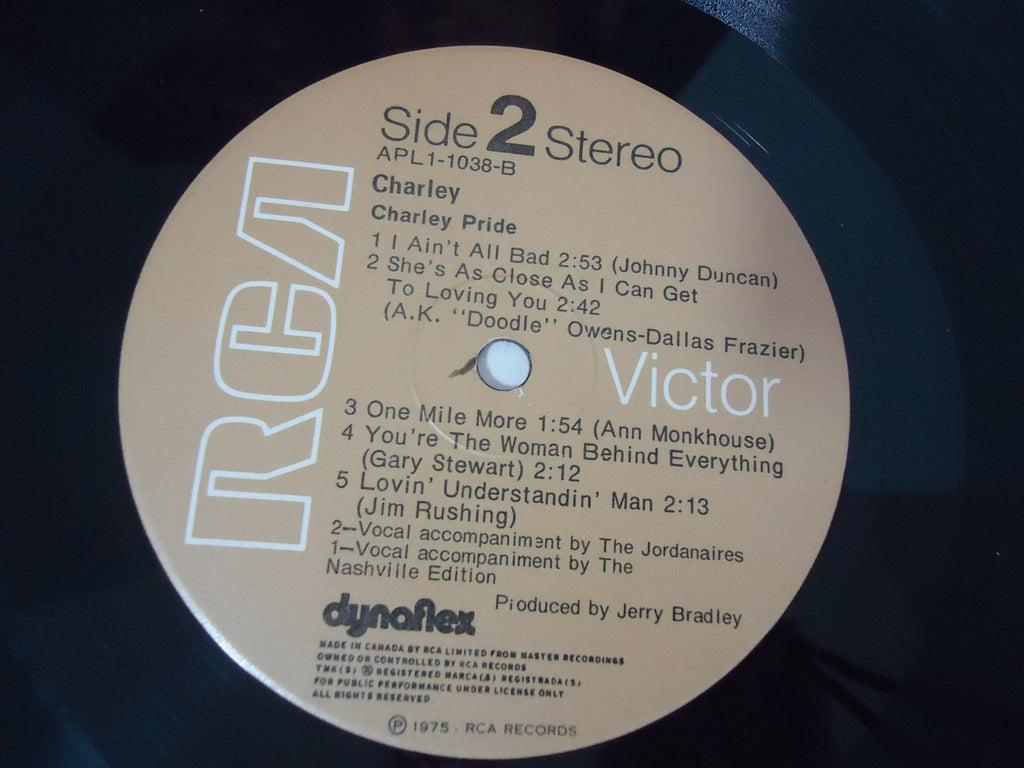 Side 2 Stereo
APL1-1038-B
Charley
Charley Pride
1 I Ain't All Bad 2:53 (Johnny Duncan)
2 She's As Close As I Can Get
To Loving You 2:42
(A.K. "Doodle" Owens-Dallas Frazier)
RCA
Victor
3 One Mile More 1:54 (Ann Monkhouse)
4 You're The Woman Behind Everything
(Gary Stewart) 2:12
5 Lovin' Understandin' Man 2:13
(Jim Rushing)
2—Vocal accompaniment by The Jordanaires
1—Vocal accompaniment by The
Nashville Edition
Produced by Jerry Bradley
dynaflex
MADE IN CANADA BY RCA LIMITED FROM MASTER RECORDINGS
OWNED OR CONTROLLED BY RCA RECORDS
TMK(S) ® REGISTERED MARCA(S) REGISTRADA(S)
FOR PUBLIC PERFORMANCE UNDER LICENSE ONLY
ALL RIGHTS RESERVED
℗ 1975 . RCA RECORDS